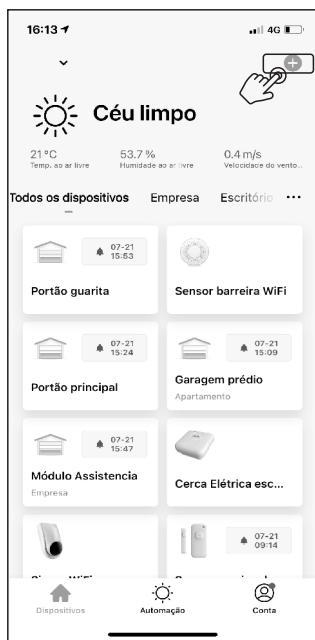 16:13 4G
Céu limpo
21 °C 53.7 % 0.4 m/s
Temp. ao ar livre Humidade ao ar livre Velocidade do vento...
Todos os dispositivos Empresa Escritório ...
07-21
15:53
Portão guarita Sensor barreira WiFi
07-21 07-21
15:24 15:09
Portão principal Garagem prédio
Apartamento
07-21
15:47
Módulo Assistencia Cerca Elétrica esc...
Empresa
07-21
09:14
WiFi
Dispositivos Automação Conta